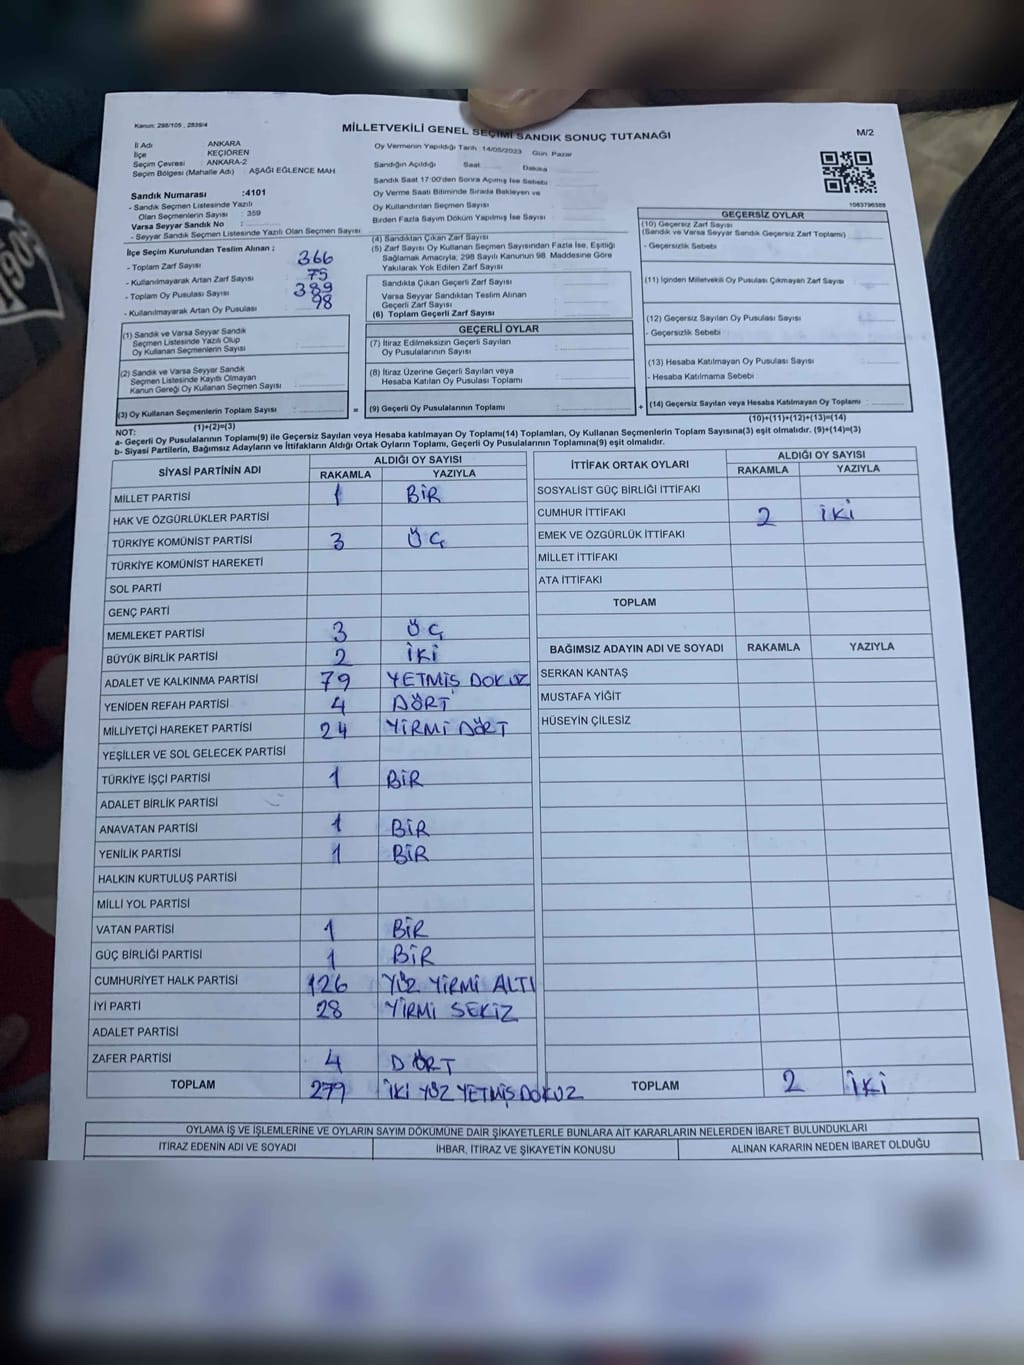 Kanun: 298/105 , 2839/4
MİLLETVEKİLİ GENEL SEÇİMİ SANDIK SONUÇ TUTANAĞI
M/2
İl Adı : ANKARA
İlçe : KEÇİÖREN
Seçim Çevresi : ANKARA-2
Seçim Bölgesi (Mahalle Adı) : AŞAĞI EĞLENCE MAH
Oy Vermenin Yapıldığı Tarih 14/05/2023 Gün: Pazar
Sandığın Açıldığı Saat Dakika
Sandık Saat 17:00'den Sonra Açılmış İse Sebebi
Oy Verme Saati Bitiminde Sırada Bekleyen ve
Oy Kullandırılan Seçmen Sayısı
Birden Fazla Sayım Döküm Yapılmış İse Sayısı
1063796388
Sandık Numarası :4101
- Sandık Seçmen Listesinde Yazılı
Olan Seçmenlerin Sayısı : 359
Varsa Seyyar Sandık No :
- Seyyar Sandık Seçmen Listesinde Yazılı Olan Seçmen Sayısı
İlçe Seçim Kurulundan Teslim Alınan ;
- Toplam Zarf Sayısı 366
- Kullanılmayarak Artan Zarf Sayısı 75
- Toplam Oy Pusulası Sayısı 389
- Kullanılmayarak Artan Oy Pusulası 98
(1) Sandık ve Varsa Seyyar Sandık
Seçmen Listesinde Yazılı Olup
Oy Kullanan Seçmenlerin Sayısı
(2) Sandık ve Varsa Seyyar Sandık
Seçmen Listesinde Kayıtlı Olmayan
Kanun Gereği Oy Kullanan Seçmen Sayısı
(3) Oy Kullanan Seçmenlerin Toplam Sayısı :
(1)+(2)=(3)
(4) Sandıktan Çıkan Zarf Sayısı
(5) Zarf Sayısı Oy Kullanan Seçmen Sayısından Fazla İse, Eşitliği
Sağlamak Amacıyla; 298 Sayılı Kanunun 98. Maddesine Göre
Yakılarak Yok Edilen Zarf Sayısı
Sandıkta Çıkan Geçerli Zarf Sayısı
Varsa Seyyar Sandıktan Teslim Alınan
Geçerli Zarf Sayısı
(6) Toplam Geçerli Zarf Sayısı
GEÇERLİ OYLAR
(7) İtiraz Edilmeksizin Geçerli Sayılan
Oy Pusulalarının Sayısı
(8) İtiraz Üzerine Geçerli Sayılan veya
Hesaba Katılan Oy Pusulası Toplamı
= (9) Geçerli Oy Pusulalarının Toplamı
GEÇERSİZ OYLAR
(10) Geçersiz Zarf Sayısı
(Sandık ve Varsa Seyyar Sandık Geçersiz Zarf Toplamı)
- Geçersizlik Sebebi
(11) İçinden Milletvekili Oy Pusulası Çıkmayan Zarf Sayısı
(12) Geçersiz Sayılan Oy Pusulası Sayısı
- Geçersizlik Sebebi
(13) Hesaba Katılmayan Oy Pusulası Sayısı
- Hesaba Katılmama Sebebi
+ (14) Geçersiz Sayılan veya Hesaba Katılmayan Oy Toplamı :
(10)+(11)+(12)+(13)=(14)
NOT:
a- Geçerli Oy Pusulalarının Toplamı(9) ile Geçersiz Sayılan veya Hesaba katılmayan Oy Toplamı(14) Toplamları, Oy Kullanan Seçmenlerin Toplam Sayısına(3) eşit olmalıdır. (9)+(14)=(3)
b- Siyasi Partilerin, Bağımsız Adayların ve İttifakların Aldığı Ortak Oyların Toplamı, Geçerli Oy Pusulalarının Toplamına(9) eşit olmalıdır.
SİYASİ PARTİNİN ADI ALDIĞI OY SAYISI
RAKAMLA YAZIYLA
MİLLET PARTİSİ 1 BİR
HAK VE ÖZGÜRLÜKLER PARTİSİ
TÜRKİYE KOMÜNİST PARTİSİ 3 ÜÇ
TÜRKİYE KOMÜNİST HAREKETİ
SOL PARTİ
GENÇ PARTİ
MEMLEKET PARTİSİ 3 ÜÇ
BÜYÜK BİRLİK PARTİSİ 2 İKİ
ADALET VE KALKINMA PARTİSİ 79 YETMİŞ DOKUZ
YENİDEN REFAH PARTİSİ 4 DÖRT
MİLLİYETÇİ HAREKET PARTİSİ 24 YİRMİ DÖRT
YEŞİLLER VE SOL GELECEK PARTİSİ
TÜRKİYE İŞÇİ PARTİSİ 1 BİR
ADALET BİRLİK PARTİSİ
ANAVATAN PARTİSİ 1 BİR
YENİLİK PARTİSİ 1 BİR
HALKIN KURTULUŞ PARTİSİ
MİLLİ YOL PARTİSİ
VATAN PARTİSİ 1 BİR
GÜÇ BİRLİĞİ PARTİSİ 1 BİR
CUMHURİYET HALK PARTİSİ 126 YÜZ YİRMİ ALTI
İYİ PARTİ 28 YİRMİ SEKİZ
ADALET PARTİSİ
ZAFER PARTİSİ 4 DÖRT
TOPLAM 279 İKİ YÜZ YETMİŞ DOKUZ
İTTİFAK ORTAK OYLARI ALDIĞI OY SAYISI
RAKAMLA YAZIYLA
SOSYALİST GÜÇ BİRLİĞİ İTTİFAKI
CUMHUR İTTİFAKI 2 İKİ
EMEK VE ÖZGÜRLÜK İTTİFAKI
MİLLET İTTİFAKI
ATA İTTİFAKI
TOPLAM
BAĞIMSIZ ADAYIN ADI VE SOYADI RAKAMLA YAZIYLA
SERKAN KANTAŞ
MUSTAFA YİĞİT
HÜSEYİN ÇİLESİZ
TOPLAM 2 İKİ
OYLAMA İŞ VE İŞLEMLERİNE VE OYLARIN SAYIM DÖKÜMÜNE DAİR ŞİKAYETLERLE BUNLARA AİT KARARLARIN NELERDEN İBARET BULUNDUKLARI
İTİRAZ EDENİN ADI VE SOYADI İHBAR, İTİRAZ VE ŞİKAYETİN KONUSU ALINAN KARARIN NEDEN İBARET OLDUĞU